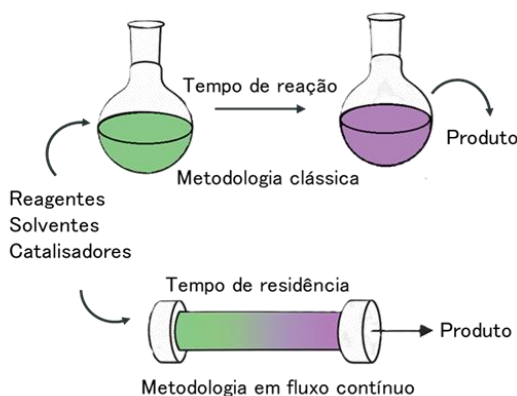 Tempo de reação
Produto
Metodologia clássica
Reagentes
Solventes
Catalisadores
Tempo de residência
Produto
Metodologia em fluxo contínuo